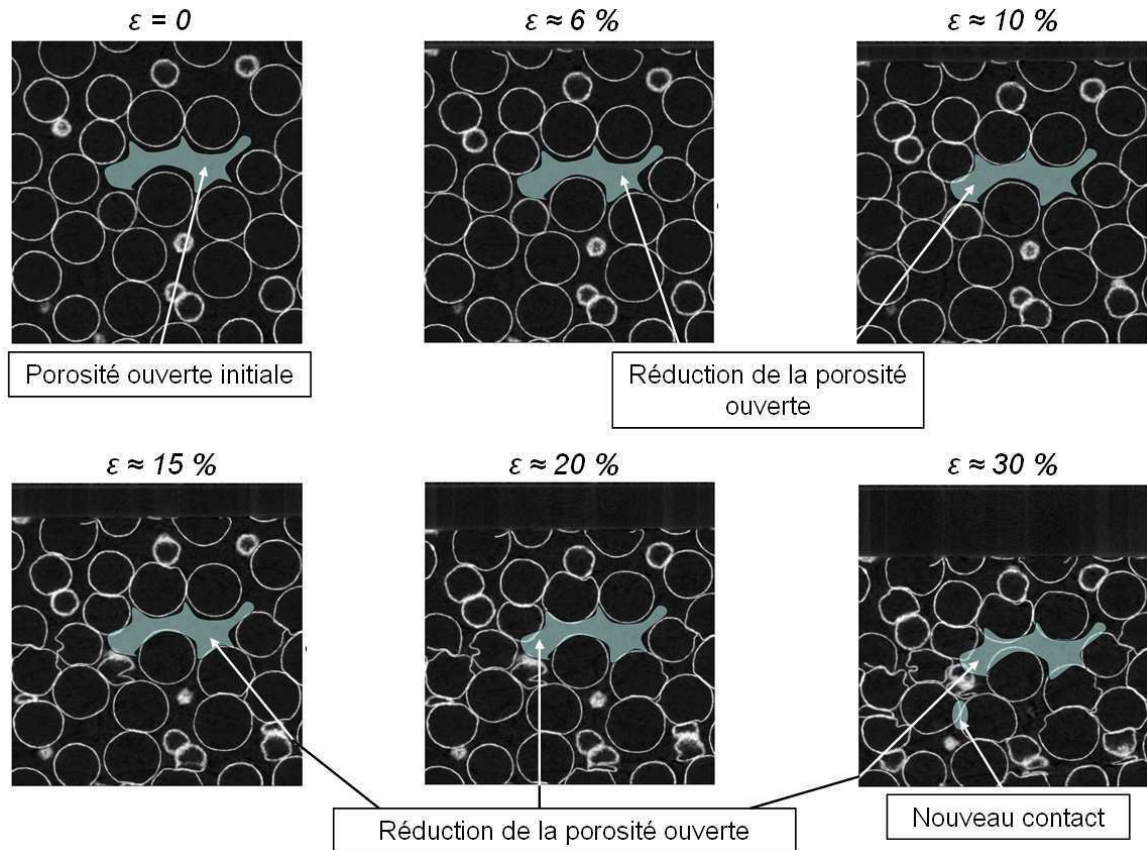 ε = 0
ε ≈ 6 %
ε ≈ 10 %
Porosité ouverte initiale
Réduction de la porosité
ouverte
ε ≈ 15 %
ε ≈ 20 %
ε ≈ 30 %
Réduction de la porosité ouverte
Nouveau contact